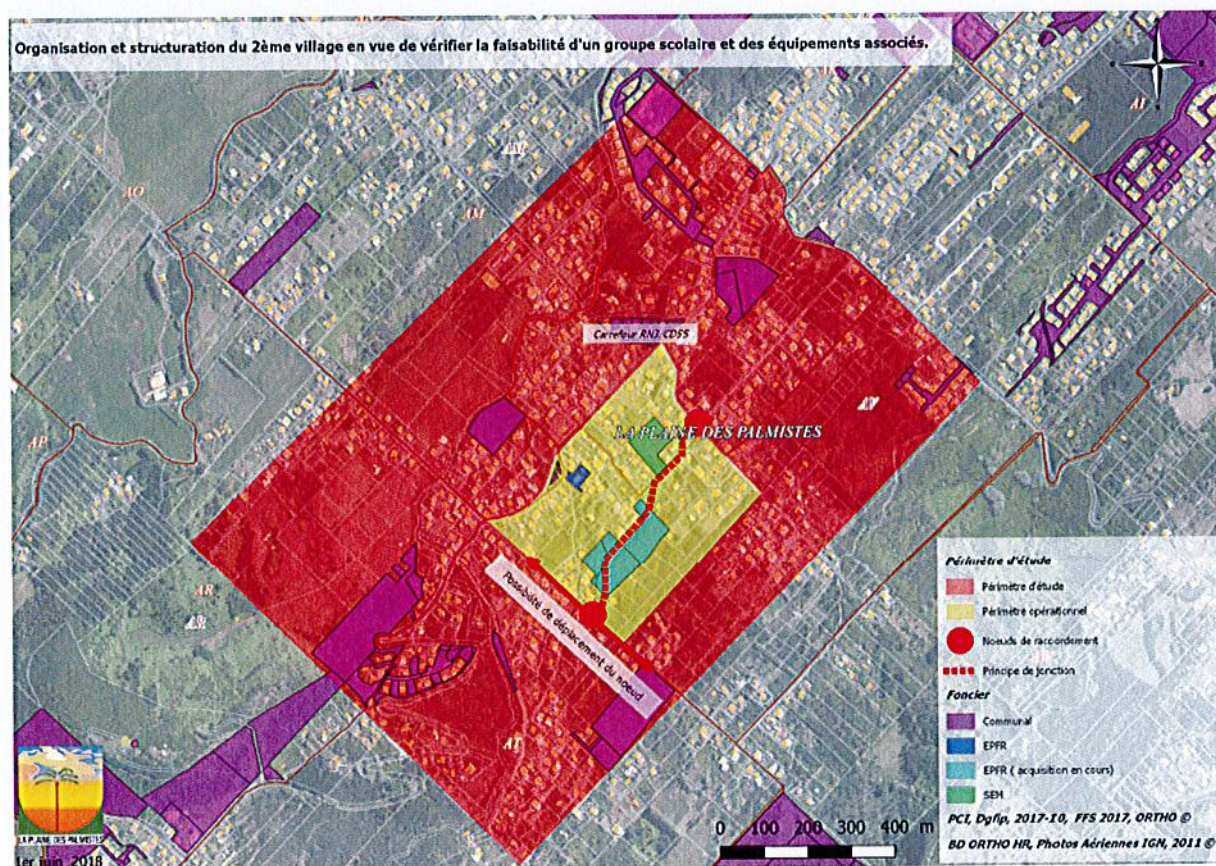 Organisation et structuration du 2ème village en vue de vérifier la faisabilité d'un groupe scolaire et des équipements associés.
AI
AO
AM
AP
Carrefour RN3/CD55
LA PLAINE DES PALMISTES
AR
Possibilité de déplacement du noeud
AT
Périmètre d'étude
Périmètre d'étude
Périmètre opérationnel
Noeuds de raccordement
Principe de jonction
Foncier
Communal
EPFR
EPFR ( acquisition en cours)
SEM
PCI, Dgfip, 2017-10, FFS 2017, ORTHO ©
BD ORTHO HR, Photos Aériennes IGN, 2011 ©
0 100 200 300 400 m
LA PLAINE DES PALMISTES
1er juin 2018